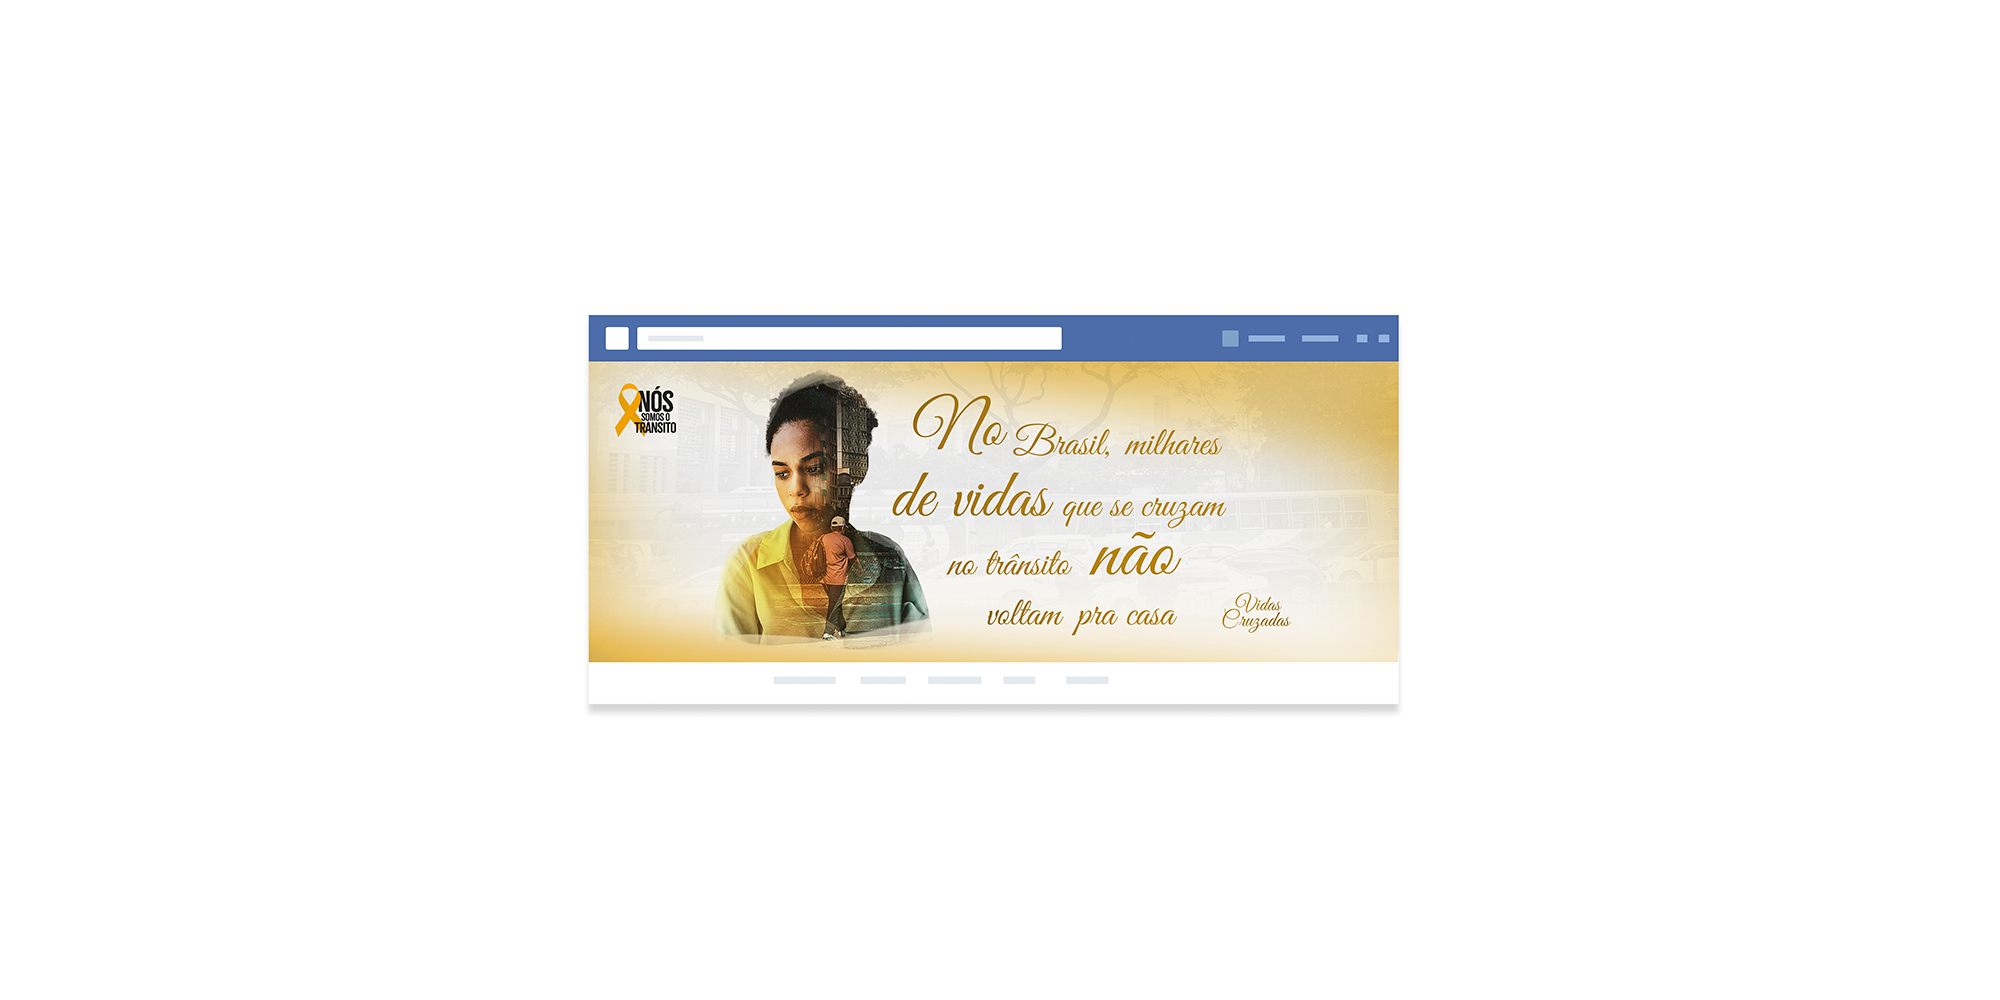 NÓS
SOMOS O
TRÂNSITO
No Brasil, milhares
de vidas que se cruzam
no trânsito não
voltam pra casa
Vidas
Cruzadas